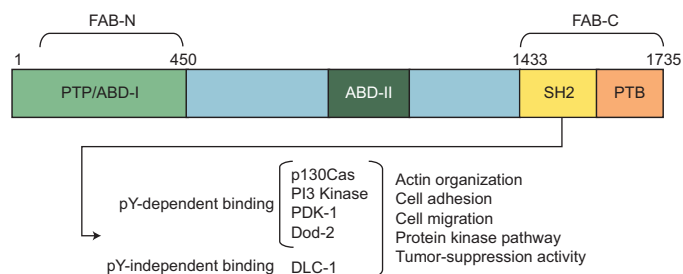 FAB-N FAB-C
1 450 1433 1735
PTP/ABD-I ABD-II SH2 PTB
p130Cas
PI3 Kinase
pY-dependent binding
PDK-1
Dod-2
pY-independent binding DLC-1
Actin organization
Cell adhesion
Cell migration
Protein kinase pathway
Tumor-suppression activity